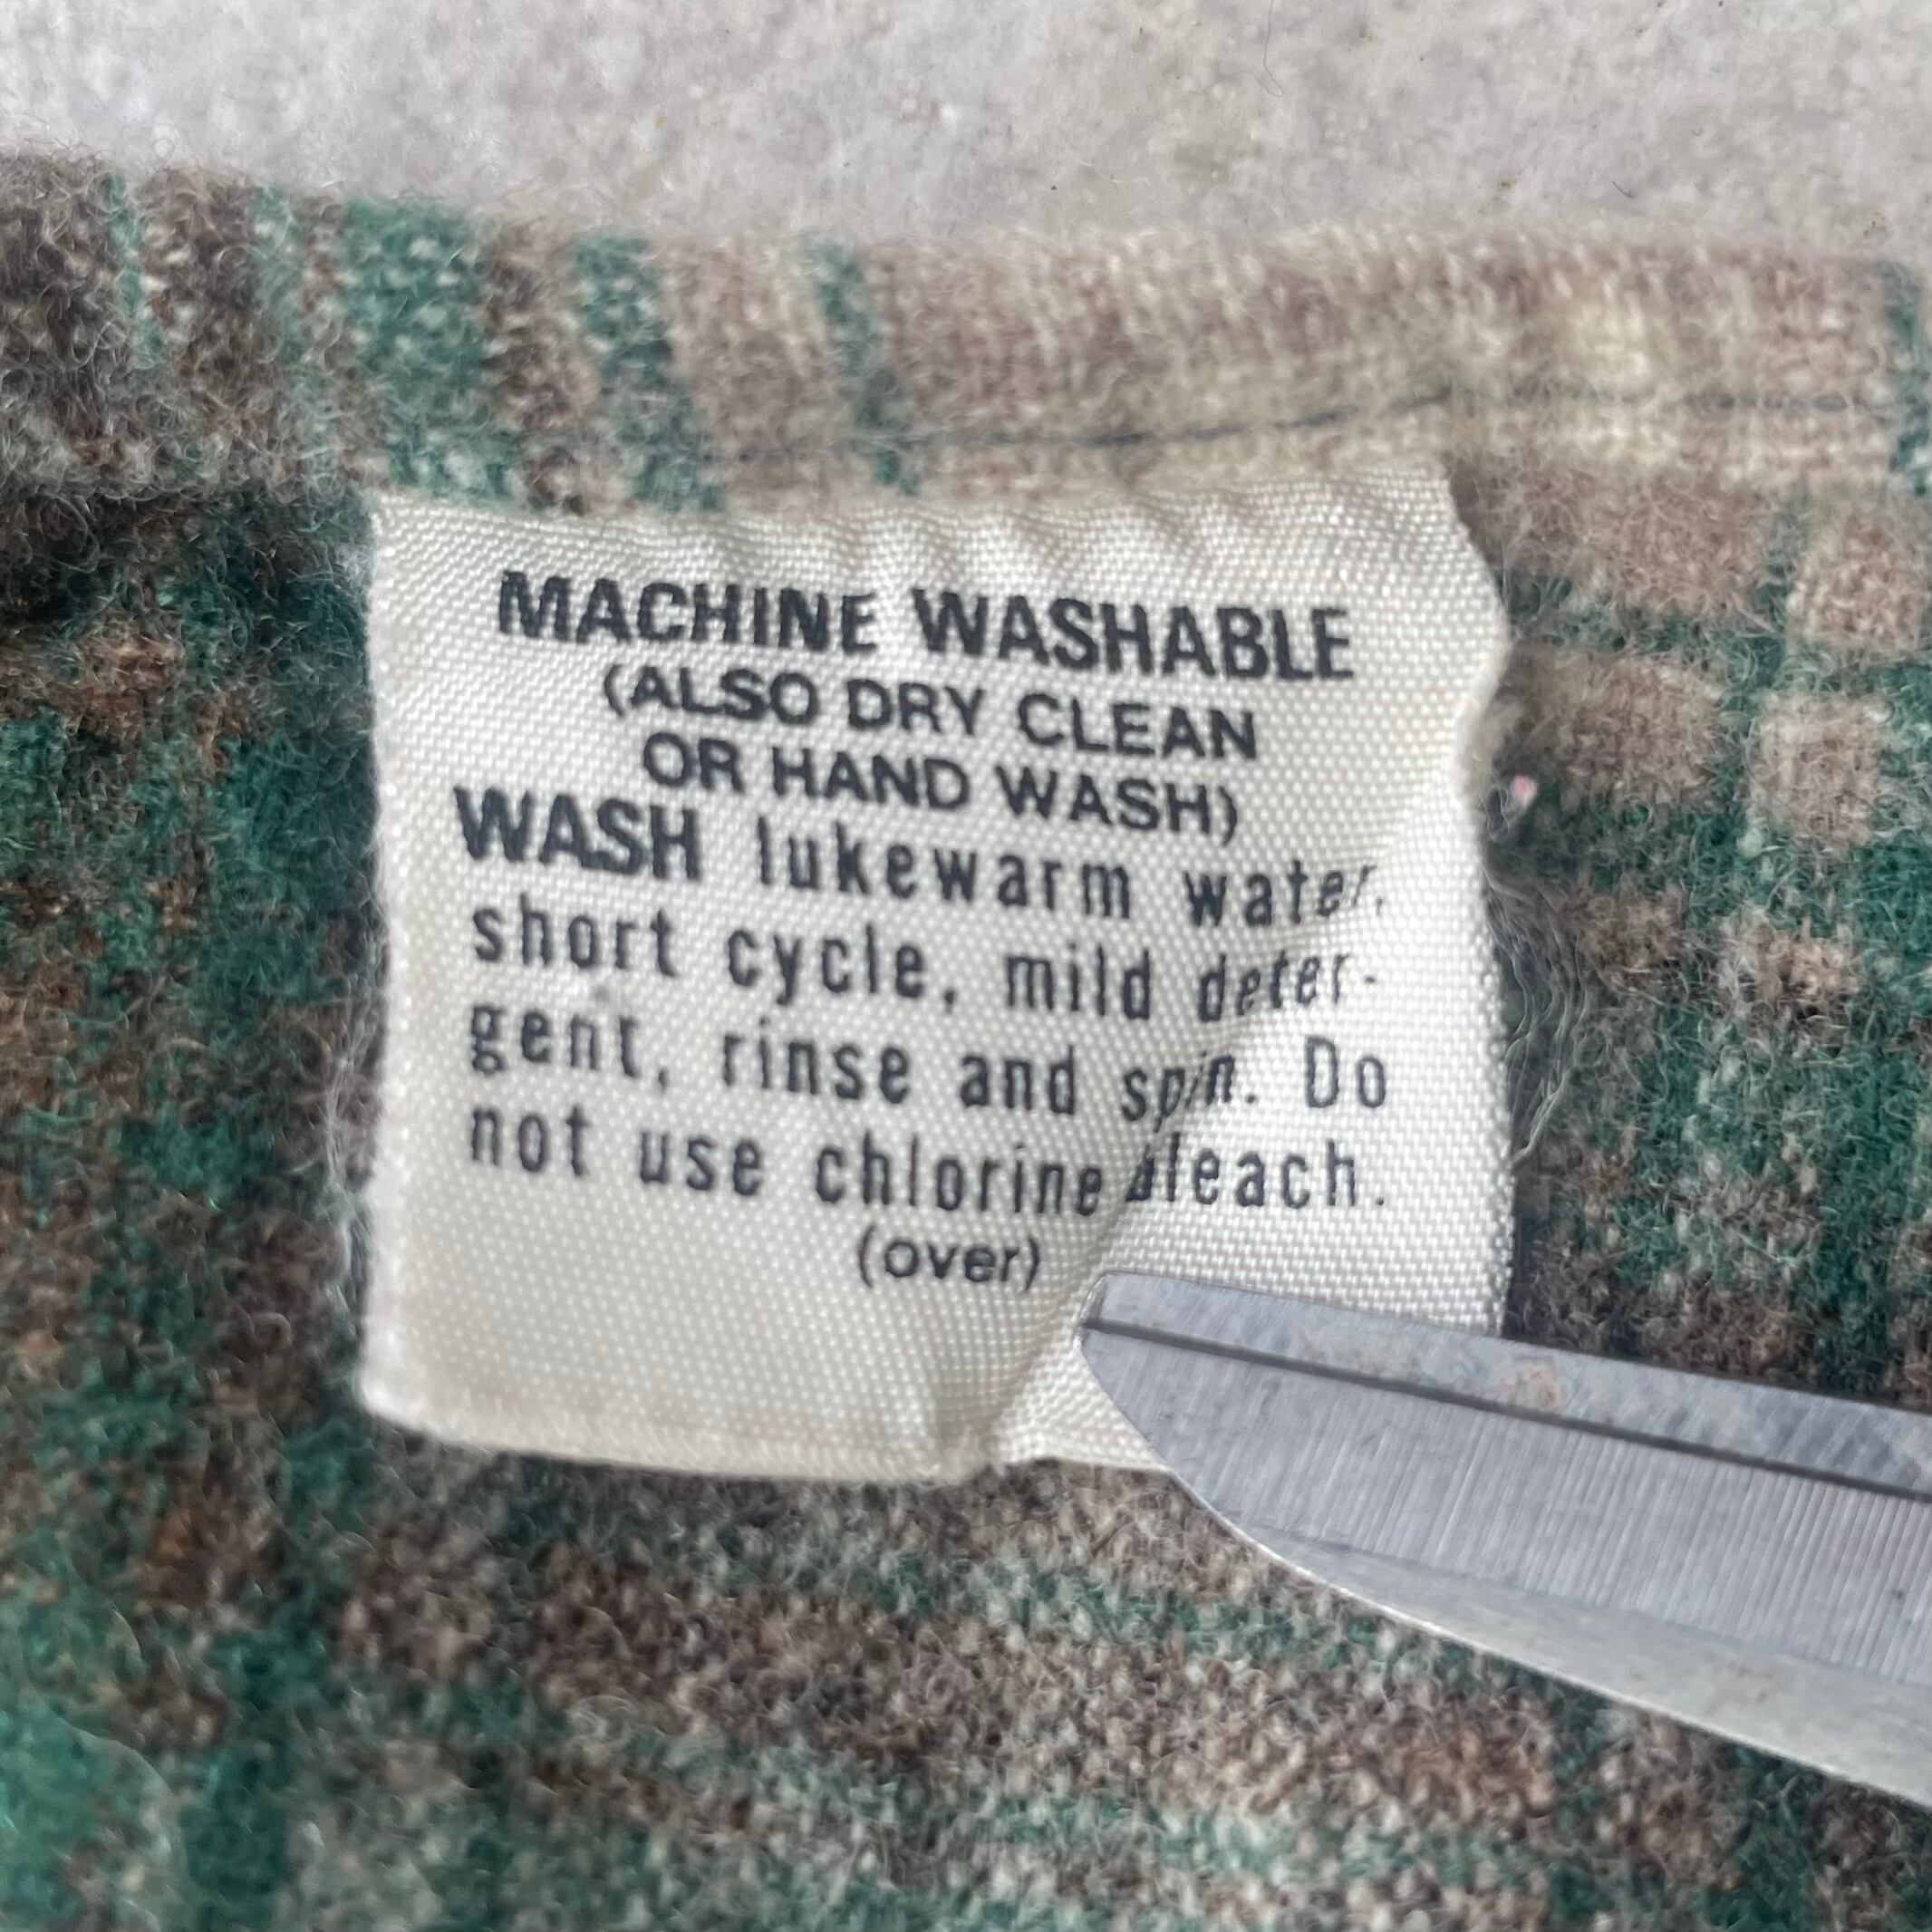 MACHINE WASHABLE
(ALSO DRY CLEAN
OR HAND WASH)
WASH lukewarm water,
short cycle, mild deter-
gent, rinse and spin. Do
not use chlorine bleach.
(over)